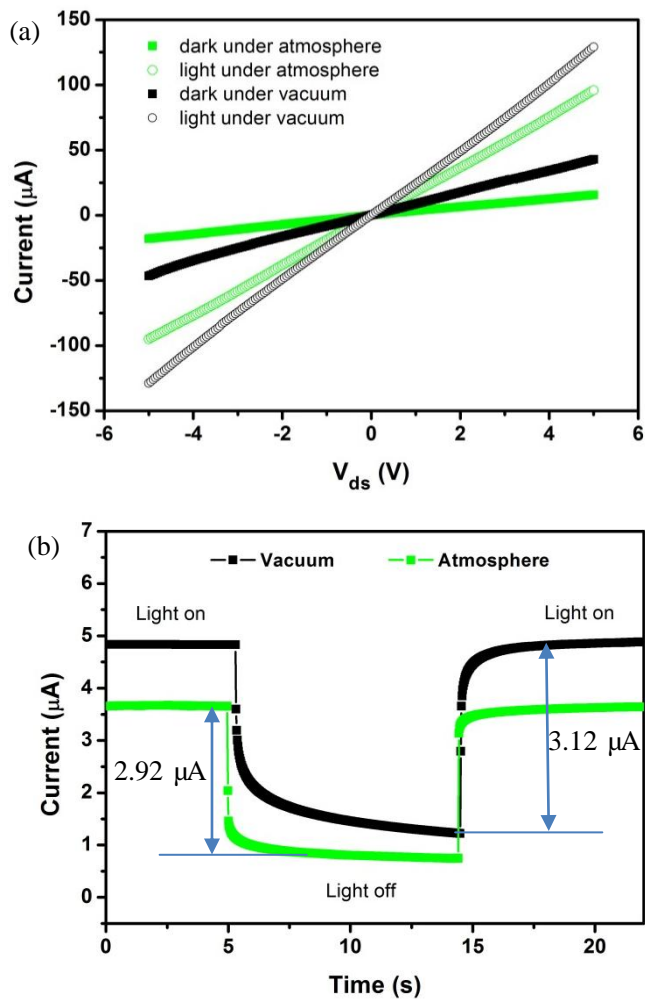 (a)
150
100
50
0
-50
-100
-150
Current (μA)
dark under atmosphere
light under atmosphere
dark under vacuum
light under vacuum
-6 -4 -2 0 2 4 6
Vds (V)
(b)
7
6
5
4
3
2
1
0
Current (μA)
Vacuum Atmosphere
Light on
Light on
2.92 μA
3.12 μA
Light off
0 5 10 15 20
Time (s)